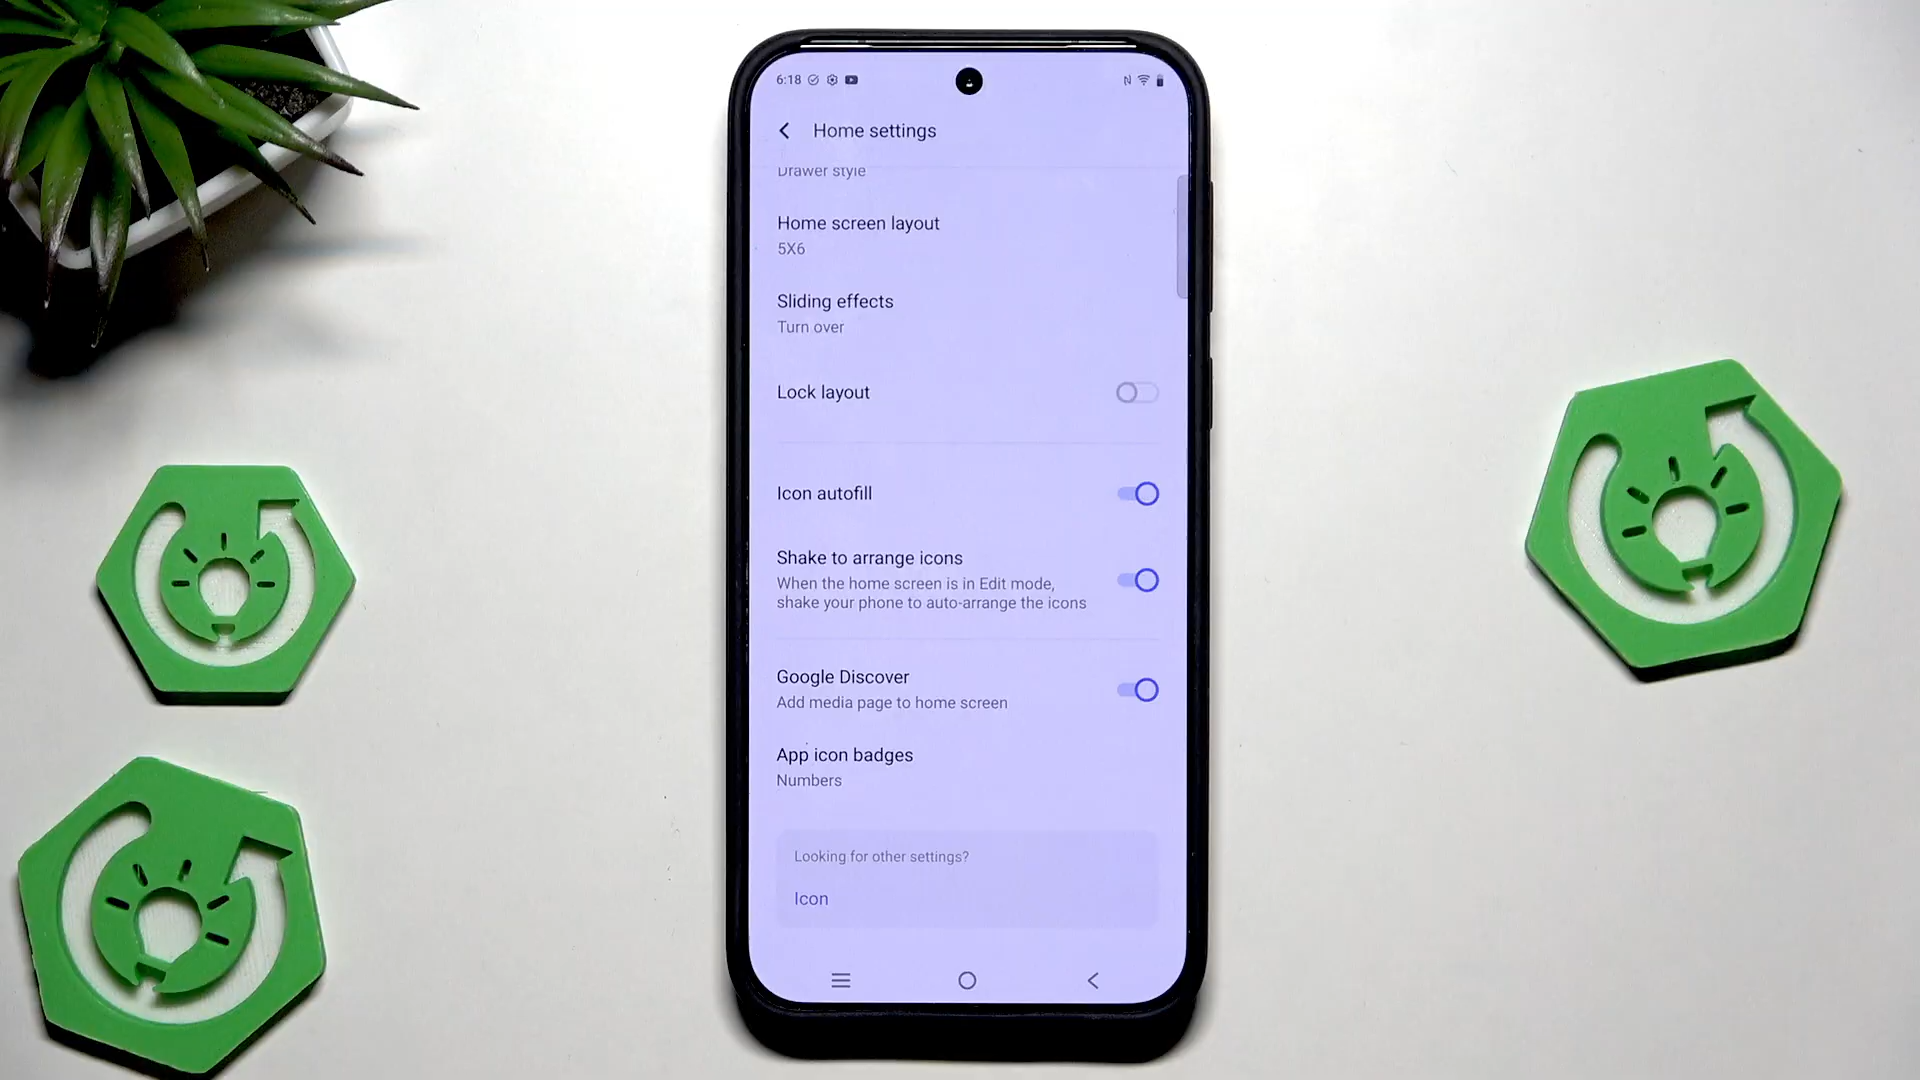 6:18
Home settings
Drawer style
Home screen layout
5X6
Sliding effects
Turn over
Lock layout
Icon autofill
Shake to arrange icons
When the home screen is in Edit mode,
shake your phone to auto-arrange the icons
Google Discover
Add media page to home screen
App icon badges
Numbers
Looking for other settings?
Icon